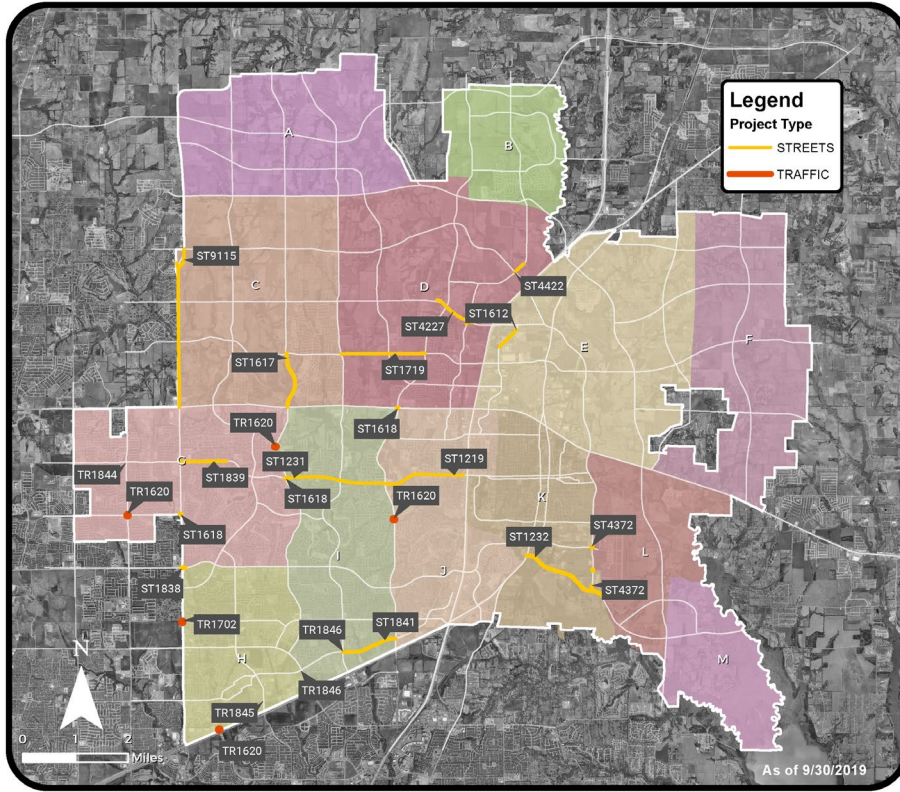 Legend
Project Type
STREETS
TRAFFIC
A
B
ST9115
C
D
ST4422
ST1612
ST4227
E
F
ST1617
ST1719
TR1620
ST1618
G
ST1231
ST1219
TR1844
ST1839
TR1620
ST1618
TR1620
K
ST1618
ST4372
ST1232
L
I
J
ST1838
ST4372
TR1702
TR1846
ST1841
N
H
M
TR1846
TR1845
TR1620
0 1 2
Miles
As of 9/30/2019